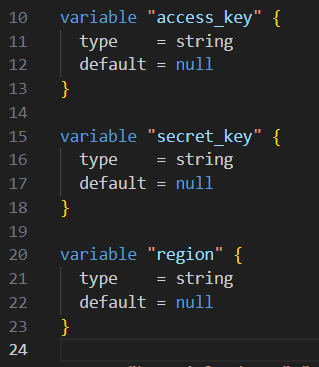 10 variable "access_key" {
11   type    = string
12   default = null
13 }
14
15 variable "secret_key" {
16   type    = string
17   default = null
18 }
19
20 variable "region" {
21   type    = string
22   default = null
23 }
24